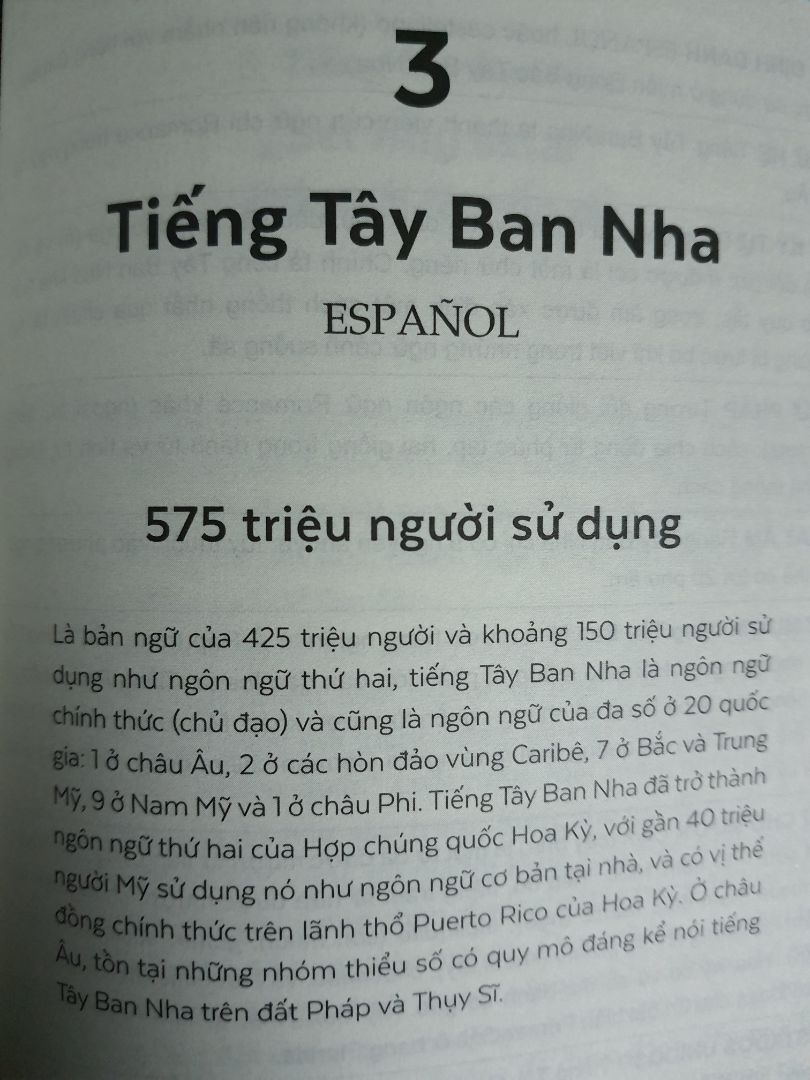 3
Tiếng Tây Ban Nha
ESPAÑOL
575 triệu người sử dụng
Là bản ngữ của 425 triệu người và khoảng 150 triệu người sử
dụng như ngôn ngữ thứ hai, tiếng Tây Ban Nha là ngôn ngữ
chính thức (chủ đạo) và cũng là ngôn ngữ của đa số ở 20 quốc
gia: 1 ở châu Âu, 2 ở các hòn đảo vùng Caribê, 7 ở Bắc và Trung
Mỹ, 9 ở Nam Mỹ và 1 ở châu Phi. Tiếng Tây Ban Nha đã trở thành
ngôn ngữ thứ hai của Hợp chúng quốc Hoa Kỳ, với gần 40 triệu
người Mỹ sử dụng nó như ngôn ngữ cơ bản tại nhà, và có vị thế
đồng chính thức trên lãnh thổ Puerto Rico của Hoa Kỳ. Ở châu
Âu, tồn tại những nhóm thiểu số có quy mô đáng kể nói tiếng
Tây Ban Nha trên đất Pháp và Thụy Sĩ.